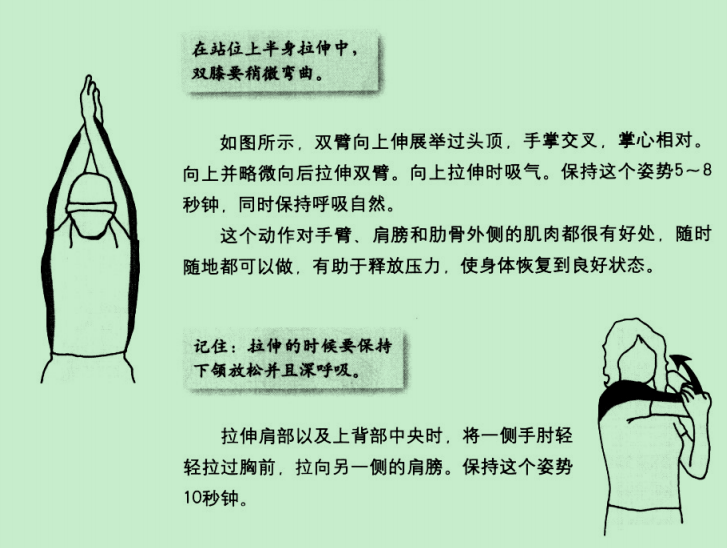 在站位上半身拉伸中，
双膝要稍微弯曲。
如图所示，双臂向上伸展举过头顶，手掌交叉，掌心相对。
向上并略微向后拉伸双臂。向上拉伸时吸气。保持这个姿势5～8
秒钟，同时保持呼吸自然。
这个动作对手臂、肩膀和肋骨外侧的肌肉都很有好处，随时
随地都可以做，有助于释放压力，使身体恢复到良好状态。
记住：拉伸的时候要保持
下颌放松并且深呼吸。
拉伸肩部以及上背部中央时，将一侧手肘轻
轻拉过胸前，拉向另一侧的肩膀。保持这个姿势
10秒钟。